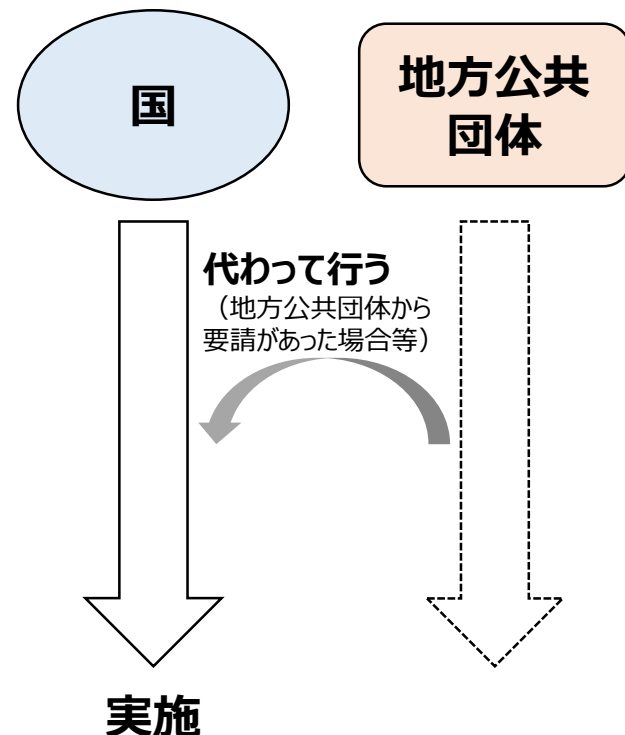 国
地方公共
団体
代わって行う
（地方公共団体から
要請があった場合等）
実施